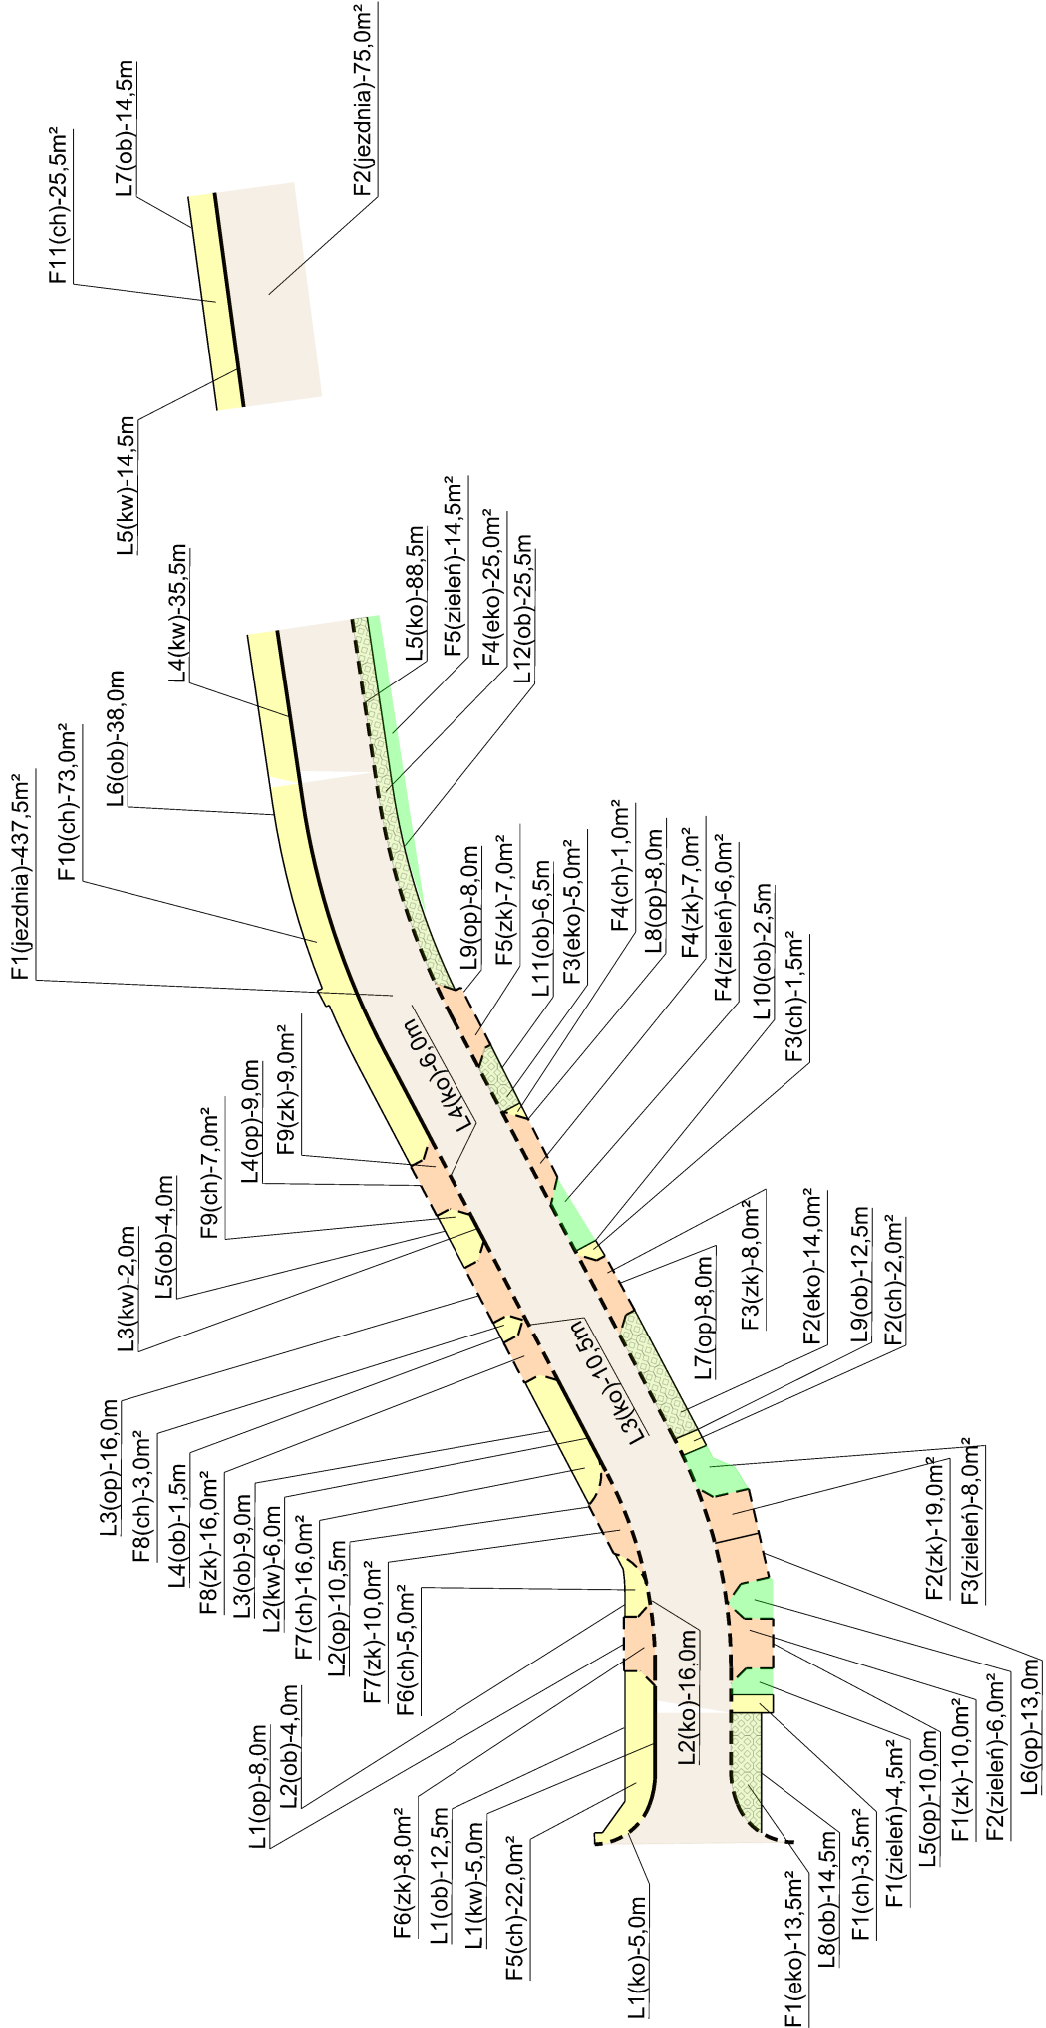 F11(ch)-25,5m²
L7(ob)-14,5m
F2(jezdnia)-75,0m²
L5(kw)-14,5m
L4(kw)-35,5m
L6(ob)-38,0m
F10(ch)-73,0m²
F1(jezdnia)-437,5m²
L5(ko)-88,5m
F5(zieleń)-14,5m²
F4(eko)-25,0m²
L12(ob)-25,5m
L9(op)-8,0m
F5(zk)-7,0m²
L11(ob)-6,5m
F3(eko)-5,0m²
F4(ch)-1,0m²
L8(op)-8,0m
F4(zk)-7,0m²
F4(zieleń)-6,0m²
L10(ob)-2,5m
F3(ch)-1,5m²
L4(ko)-6,0m
F9(zk)-9,0m²
L4(op)-9,0m
F9(ch)-7,0m²
L5(ob)-4,0m
L3(kw)-2,0m
L3(op)-16,0m
F8(ch)-3,0m²
L4(ob)-1,5m
F8(zk)-16,0m²
L3(ob)-9,0m
L2(kw)-6,0m
F7(ch)-16,0m²
L2(op)-10,5m
F7(zk)-10,0m²
F6(ch)-5,0m²
L3(ko)-10,5m
L7(op)-8,0m
F3(zk)-8,0m²
F2(eko)-14,0m²
L9(ob)-12,5m
F2(ch)-2,0m²
F2(zk)-19,0m²
F3(zieleń)-8,0m²
L1(op)-8,0m
L2(ob)-4,0m
F6(zk)-8,0m²
L1(ob)-12,5m
L1(kw)-5,0m
F5(ch)-22,0m²
L1(ko)-5,0m
L2(ko)-16,0m
F1(eko)-13,5m²
L8(ob)-14,5m
F1(ch)-3,5m²
F1(zieleń)-4,5m²
L5(op)-10,0m
F1(zk)-10,0m²
F2(zieleń)-6,0m²
L6(op)-13,0m